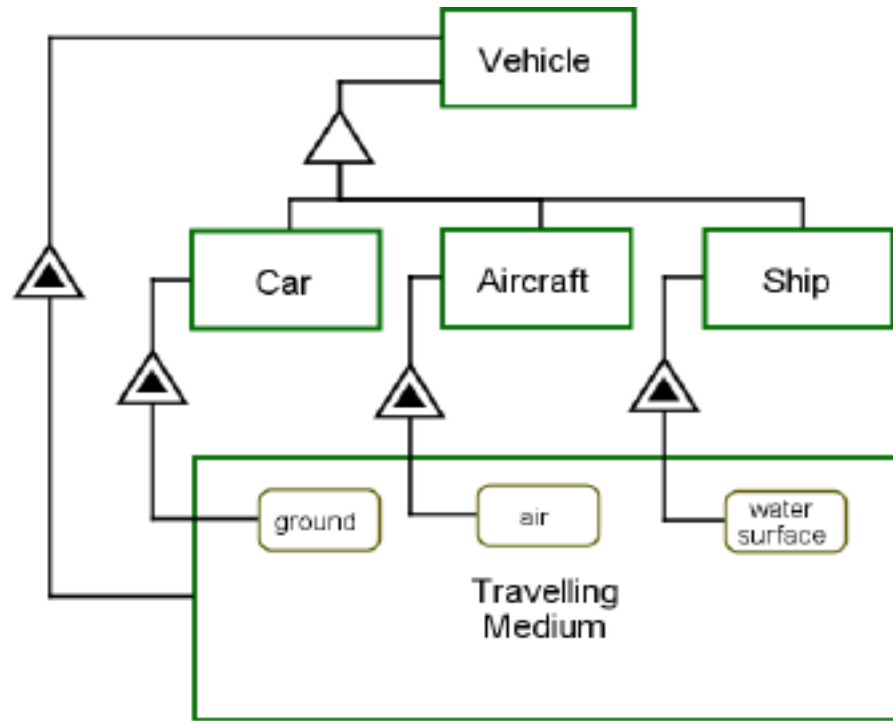 Vehicle
Car
Aircraft
Ship
ground
air
water
surface
Travelling
Medium